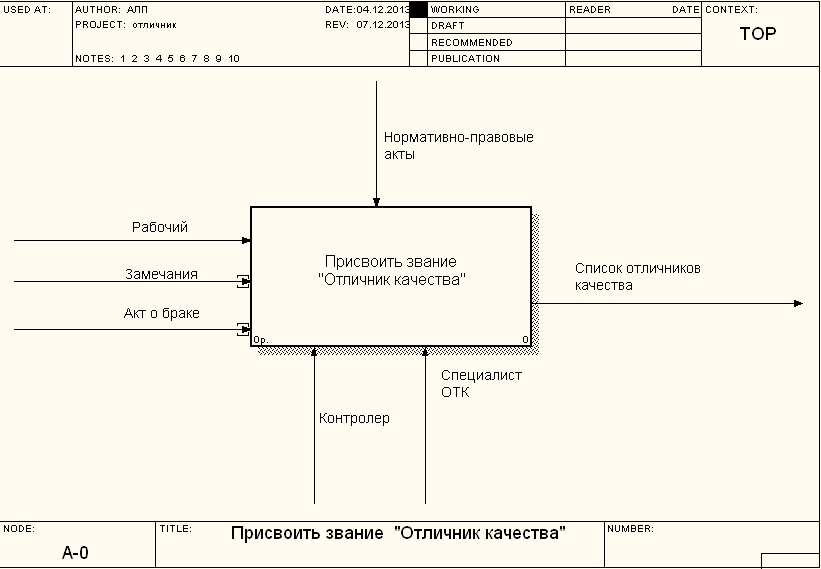 USED AT:
AUTHOR: АЛП
DATE:04.12.2013
WORKING
READER
DATE
CONTEXT:
PROJECT: отличник
REV: 07.12.2013
DRAFT
TOP
RECOMMENDED
NOTES: 1 2 3 4 5 6 7 8 9 10
PUBLICATION
Нормативно-правовые
акты
Рабочий
Замечания
Акт о браке
Присвоить звание
"Отличник качества"
0р.
0
Список отличников
качества
Специалист
ОТК
Контролер
NODE:
A-0
TITLE:
Присвоить звание "Отличник качества"
NUMBER: